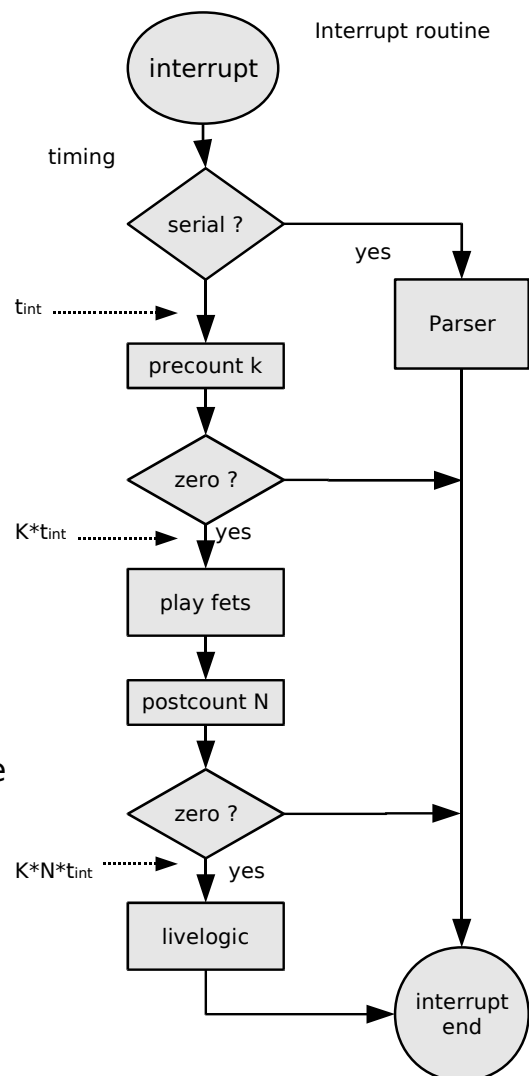 Interrupt routine
interrupt
timing
serial ?
yes
tint
Parser
precount k
zero ?
K*tint
yes
play fets
postcount N
e
zero ?
K*N*tint
yes
livelogic
interrupt
end